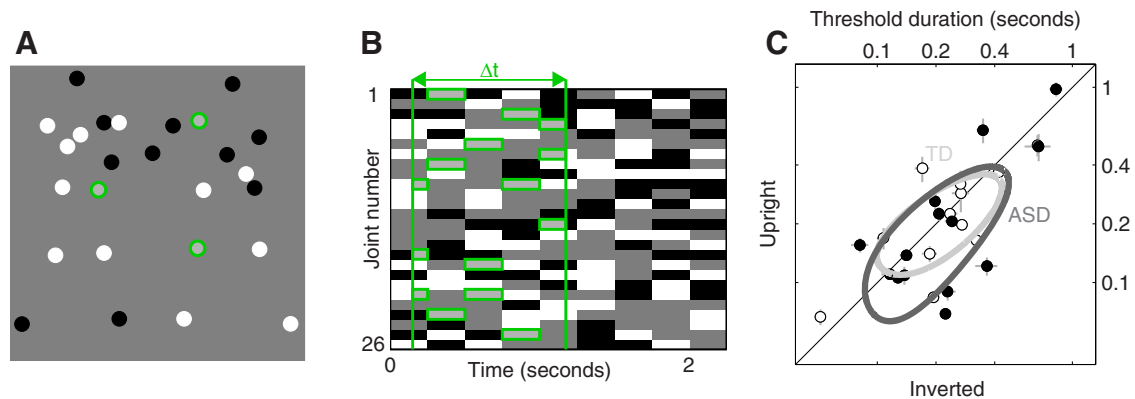 A
B
Δt
1
Joint number
26
0
Time (seconds)
2
C
Threshold duration (seconds)
0.1
0.2
0.4
1
TD
ASD
Upright
1
0.4
0.2
0.1
Inverted